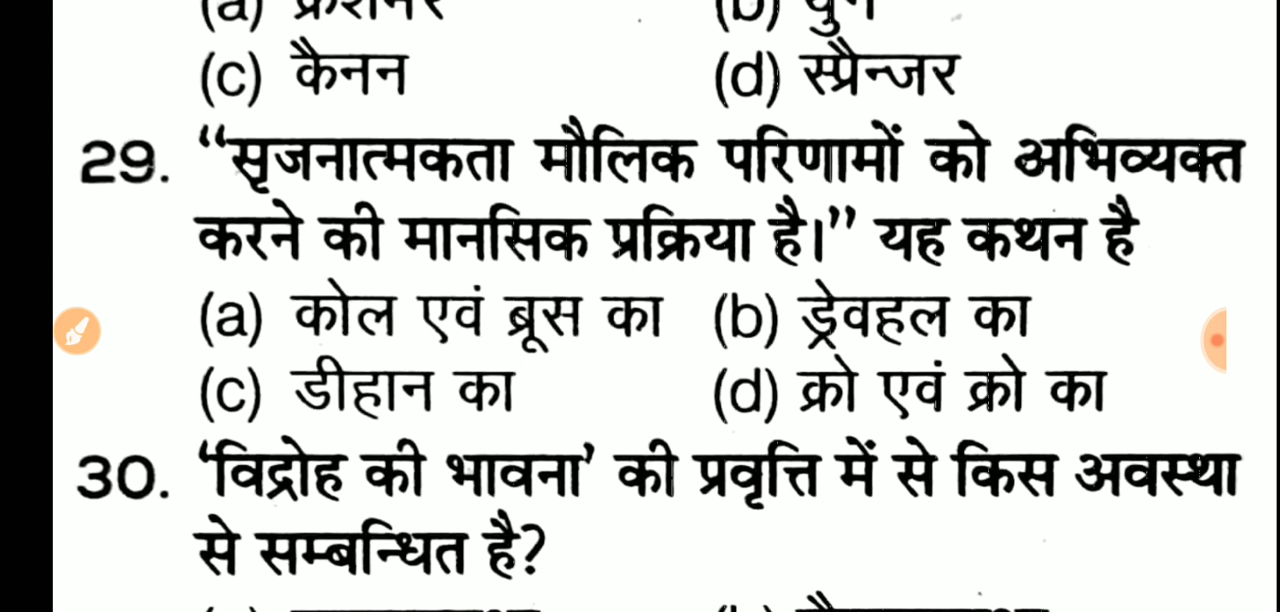 (c) कैनन (d) स्प्रैन्जर
29. “सृजनात्मकता मौलिक परिणामों को अभिव्यक्त
करने की मानसिक प्रक्रिया है।” यह कथन है
(a) कोल एवं ब्रूस का (b) ड्रेवहल का
(c) डीहान का (d) क्रो एवं क्रो का
30. ‘विद्रोह की भावना’ की प्रवृत्ति में से किस अवस्था
से सम्बन्धित है?